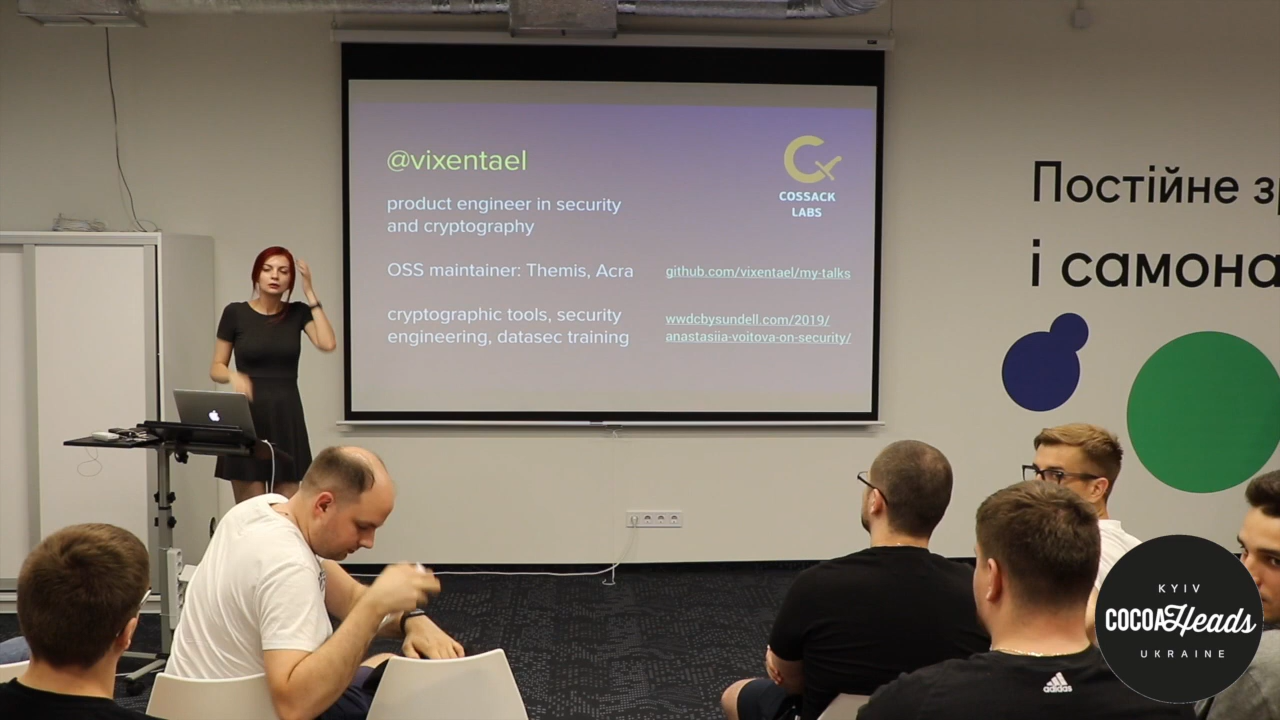 @vixentael
product engineer in security
and cryptography
OSS maintainer: Themis, Acra
cryptographic tools, security
engineering, datasec training
COSSACK
LABS
github.com/vixentael/my-talks
wwdcbysundell.com/2019/
anastasiia-voitova-on-security/
Постійне
і
adidas
KYIV
COCOAHeads
UKRAINE